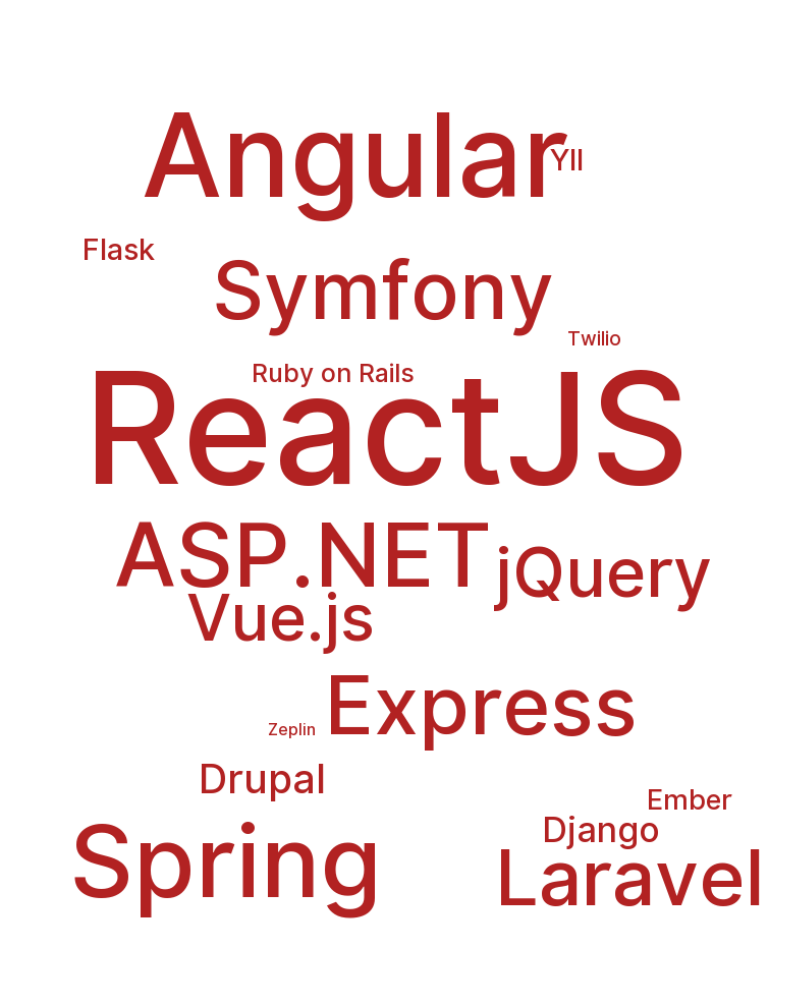 Angular
YII
Flask
Symfony
Twilio
Ruby on Rails
ReactJS
ASP.NET
jQuery
Vue.js
Express
Zeplin
Drupal
Ember
Django
Spring
Laravel